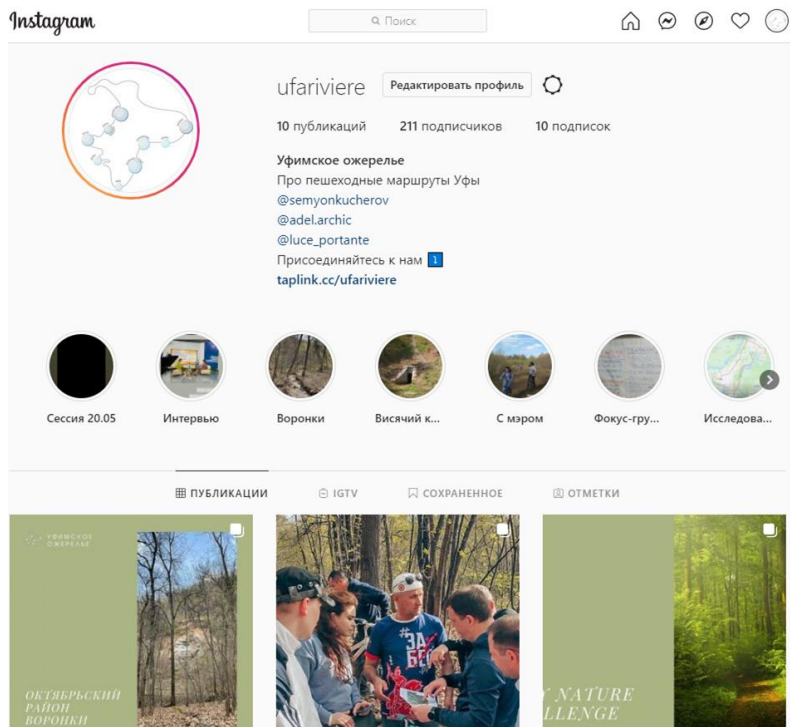 Instagram
Поиск
ufariviere Редактировать профиль
10 публикаций 211 подписчиков 10 подписок
Уфимское ожерелье
Про пешеходные маршруты Уфы
@semyonkucherov
@adel.archic
@luce_portante
Присоединяйтесь к нам
taplink.cc/ufariviere
Сессия 20.05 Интервью Воронки Висячий к... С мэром Фокус-гру... Исследова...
ПУБЛИКАЦИИ IGTV СОХРАНЕННОЕ ОТМЕТКИ
УФИМСКОЕ
ОЖЕРЕЛЬЕ
ОКТЯБРЬСКИЙ
РАЙОН
ВОРОНКИ
#ЗА
БЕГ
Y NATURE
LLENGE